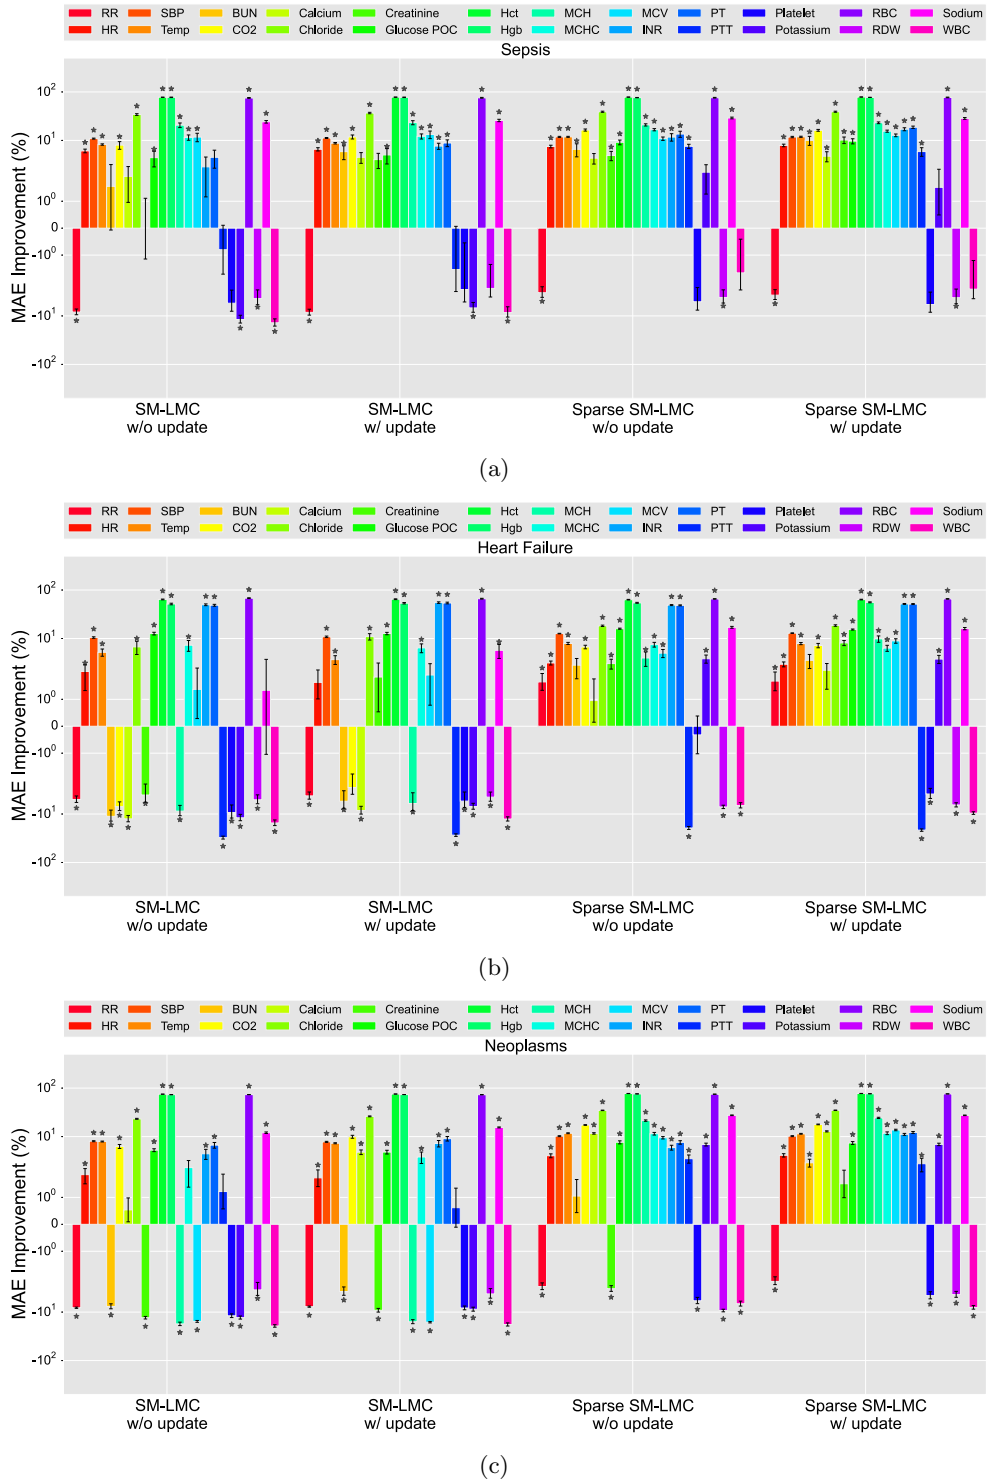 RR SBP BUN Calcium Creatinine Hct MCH MCV PT Platelet RBC Sodium
HR Temp CO2 Chloride Glucose POC Hgb MCHC INR PTT Potassium RDW WBC
Sepsis
MAE Improvement (%)
10²
10¹
10⁰
0
-10⁰
-10¹
-10²
SM-LMC SM-LMC Sparse SM-LMC Sparse SM-LMC
w/o update w/ update w/o update w/ update
(a)
RR SBP BUN Calcium Creatinine Hct MCH MCV PT Platelet RBC Sodium
HR Temp CO2 Chloride Glucose POC Hgb MCHC INR PTT Potassium RDW WBC
Heart Failure
MAE Improvement (%)
10²
10¹
10⁰
0
-10⁰
-10¹
-10²
SM-LMC SM-LMC Sparse SM-LMC Sparse SM-LMC
w/o update w/ update w/o update w/ update
(b)
RR SBP BUN Calcium Creatinine Hct MCH MCV PT Platelet RBC Sodium
HR Temp CO2 Chloride Glucose POC Hgb MCHC INR PTT Potassium RDW WBC
Neoplasms
MAE Improvement (%)
10²
10¹
10⁰
0
-10⁰
-10¹
-10²
SM-LMC SM-LMC Sparse SM-LMC Sparse SM-LMC
w/o update w/ update w/o update w/ update
(c)